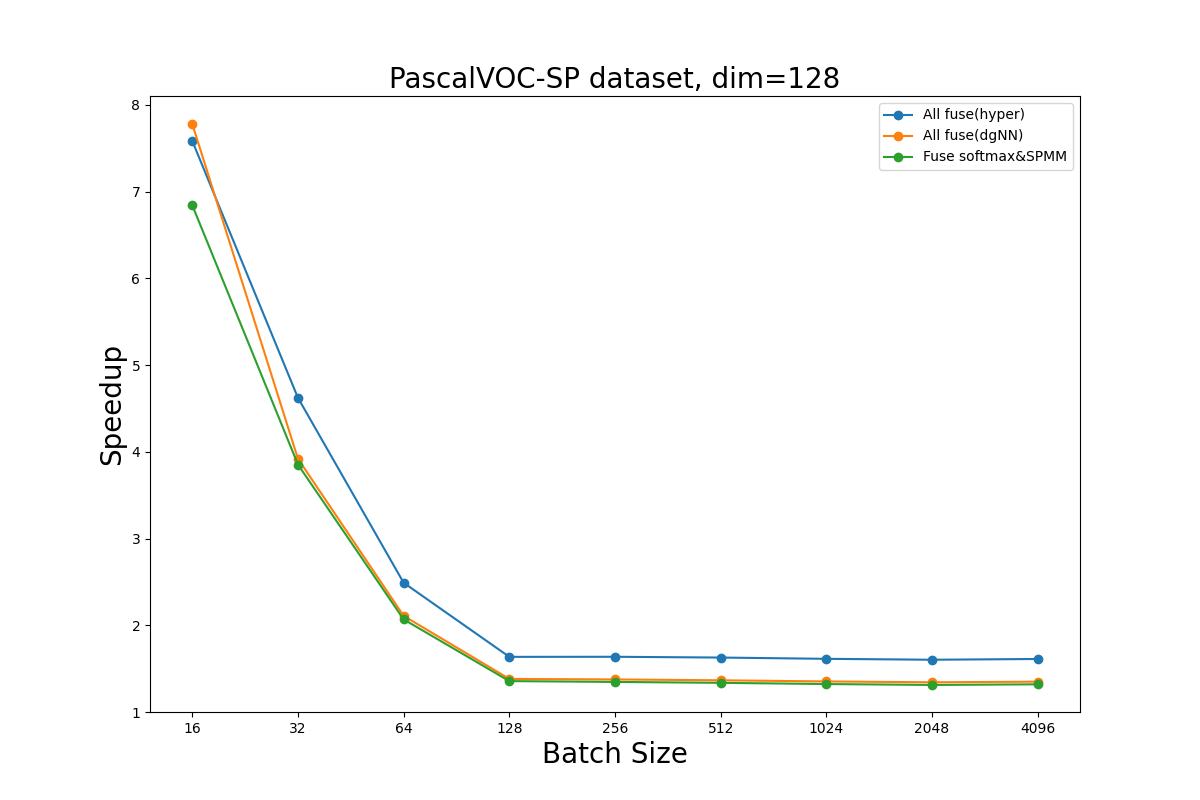 PascalVOC-SP dataset, dim=128
All fuse(hyper)
All fuse(dgNN)
Fuse softmax&SPMM
Speedup
8
7
6
5
4
3
2
1
16 32 64 128 256 512 1024 2048 4096
Batch Size